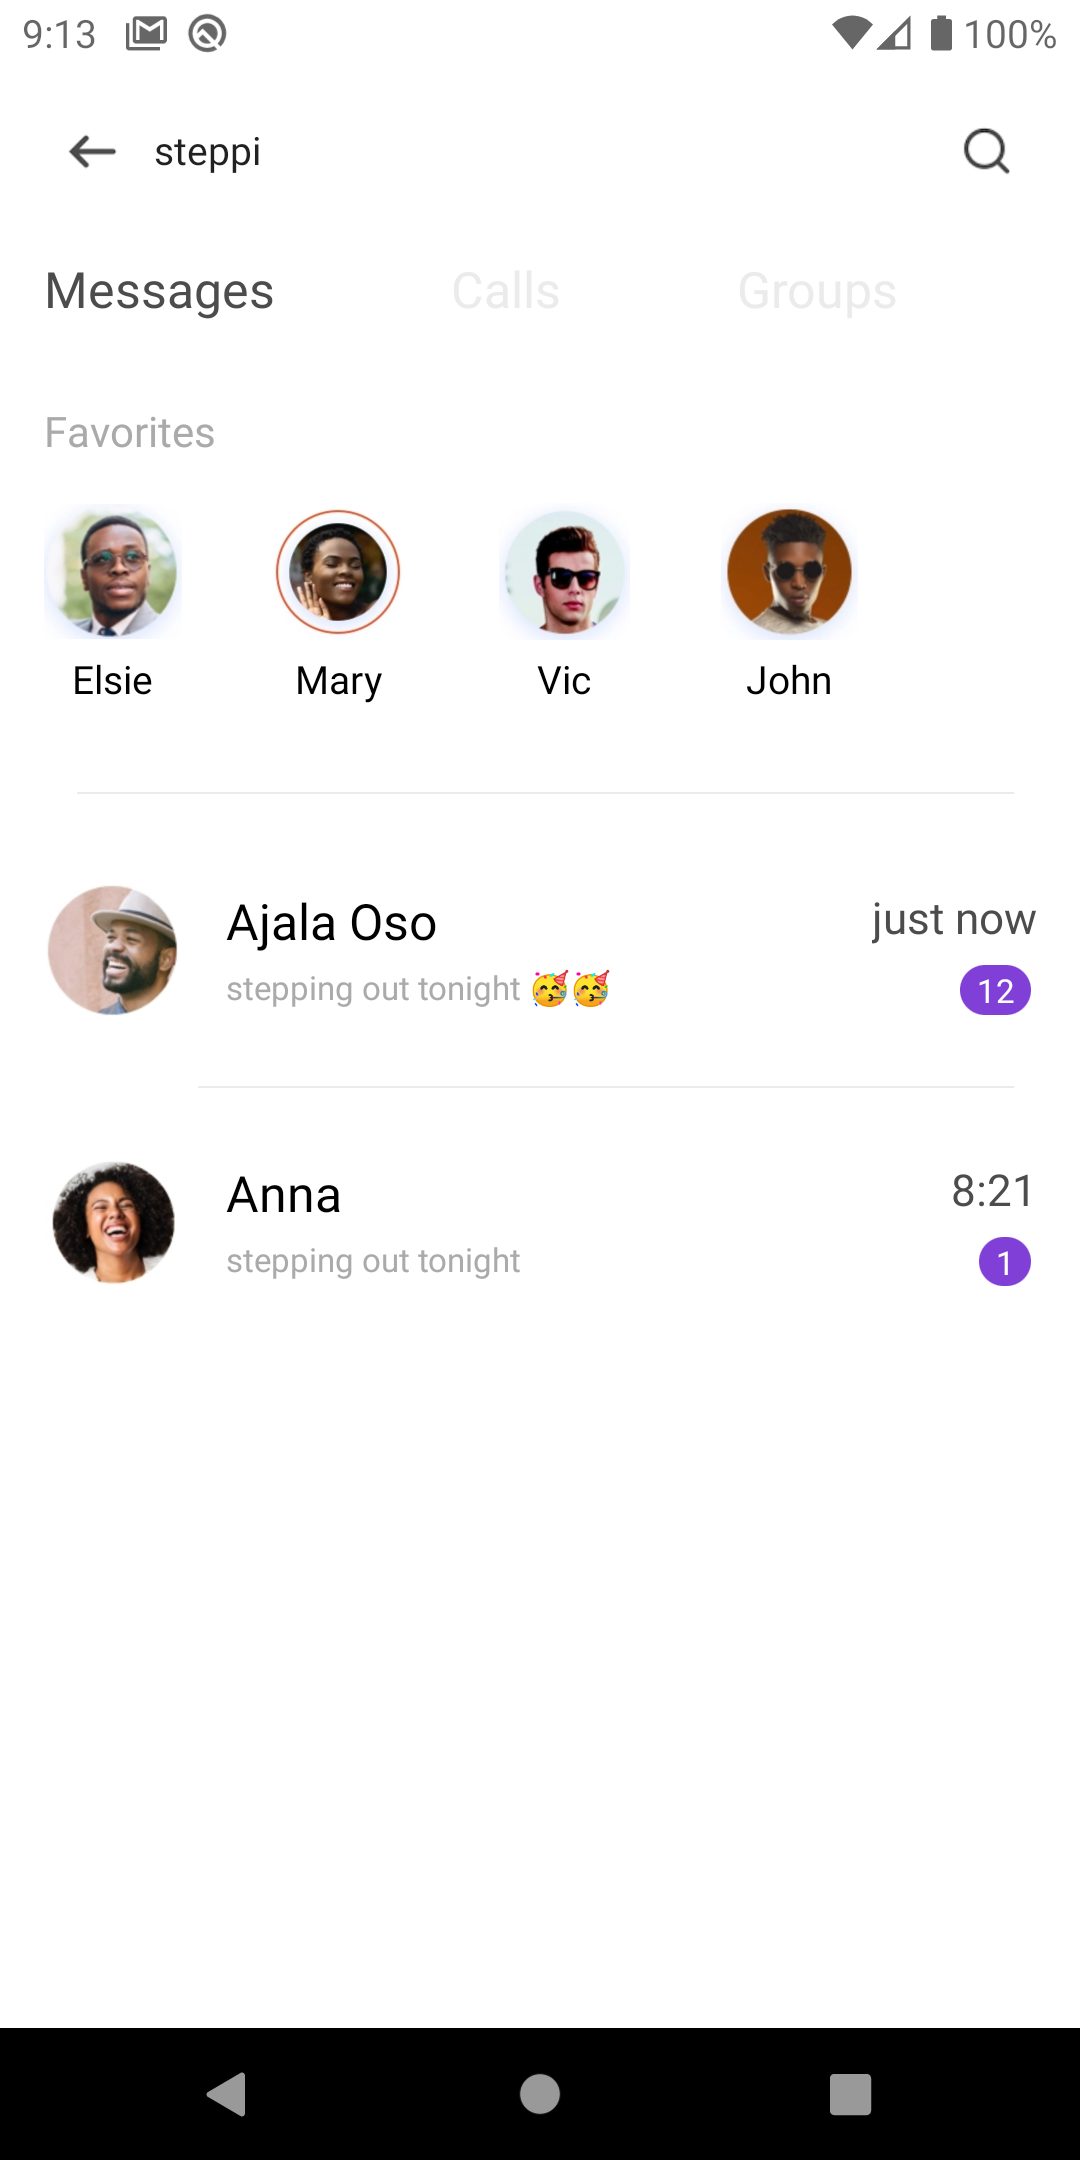 9:13 100%
steppi
Messages Calls Groups
Favorites
Elsie Mary Vic John
Ajala Oso just now
stepping out tonight 🥳🥳 12
Anna 8:21
stepping out tonight 1